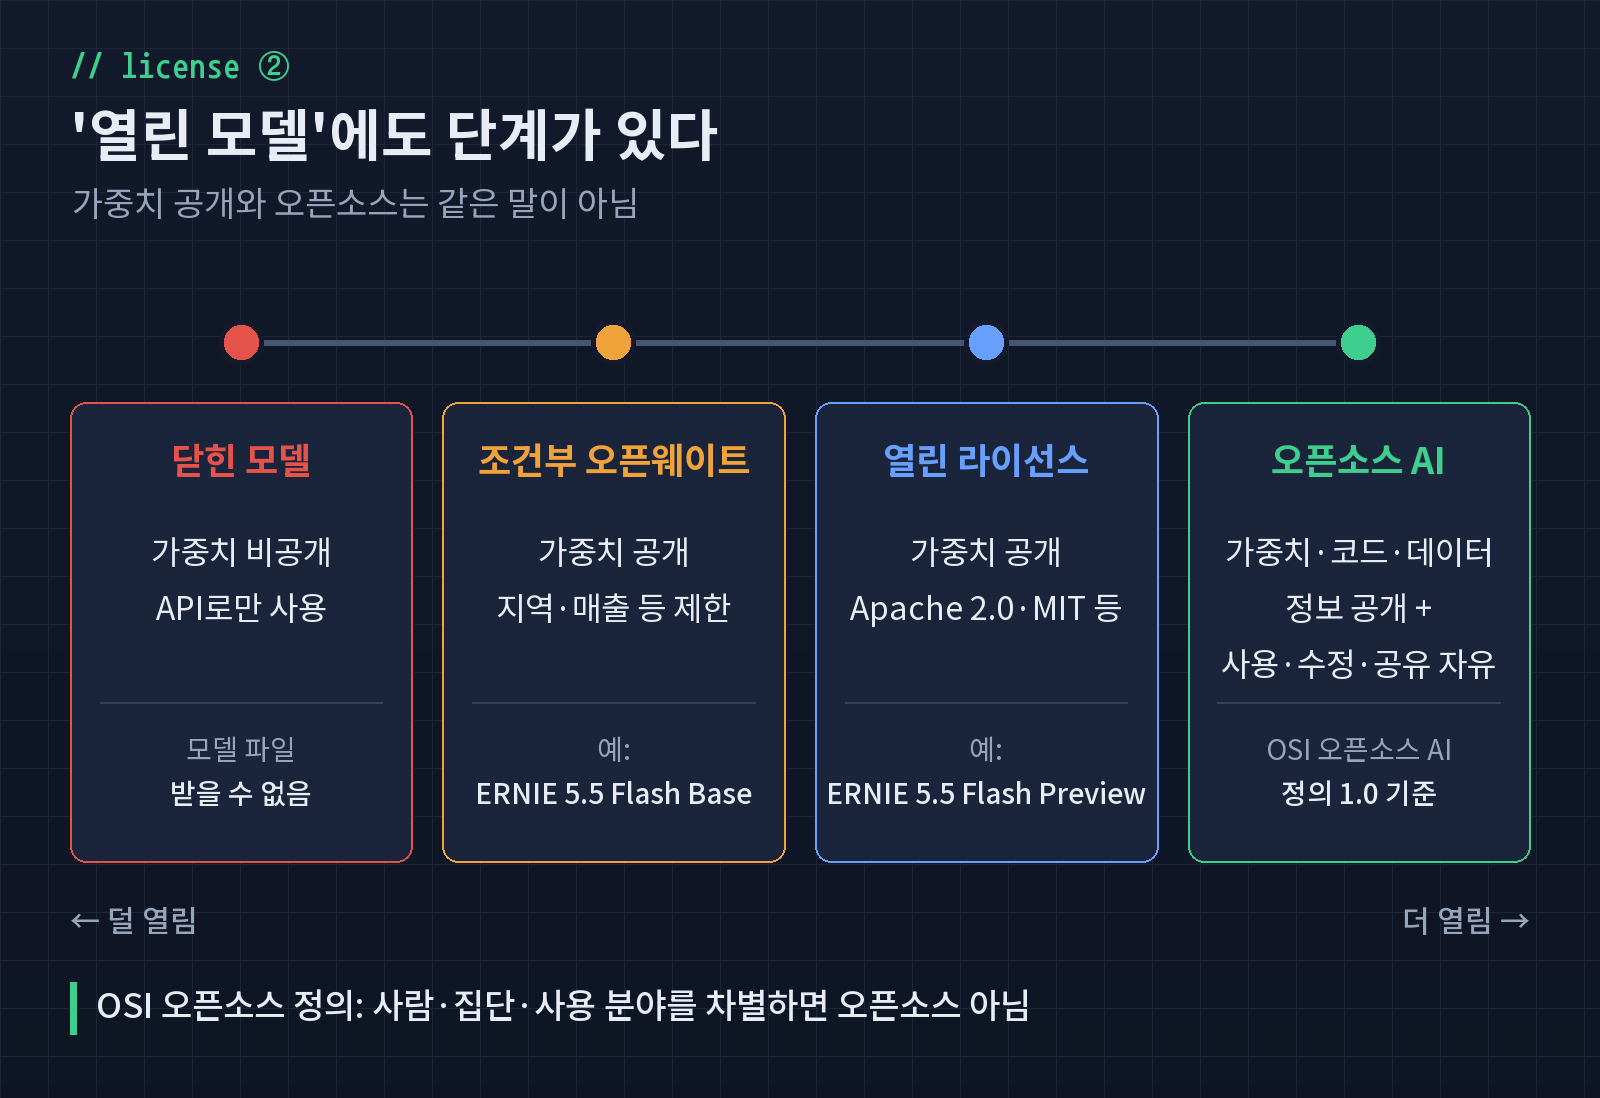 // license ②
'열린 모델'에도 단계가 있다
가중치 공개와 오픈소스는 같은 말이 아님
닫힌 모델
가중치 비공개
API로만 사용
모델 파일
받을 수 없음
조건부 오픈웨이트
가중치 공개
지역·매출 등 제한
예:
ERNIE 5.5 Flash Base
열린 라이선스
가중치 공개
Apache 2.0·MIT 등
예:
ERNIE 5.5 Flash Preview
오픈소스 AI
가중치·코드·데이터
정보 공개 +
사용·수정·공유 자유
OSI 오픈소스 AI
정의 1.0 기준
← 덜 열림
더 열림 →
OSI 오픈소스 정의: 사람·집단·사용 분야를 차별하면 오픈소스 아님